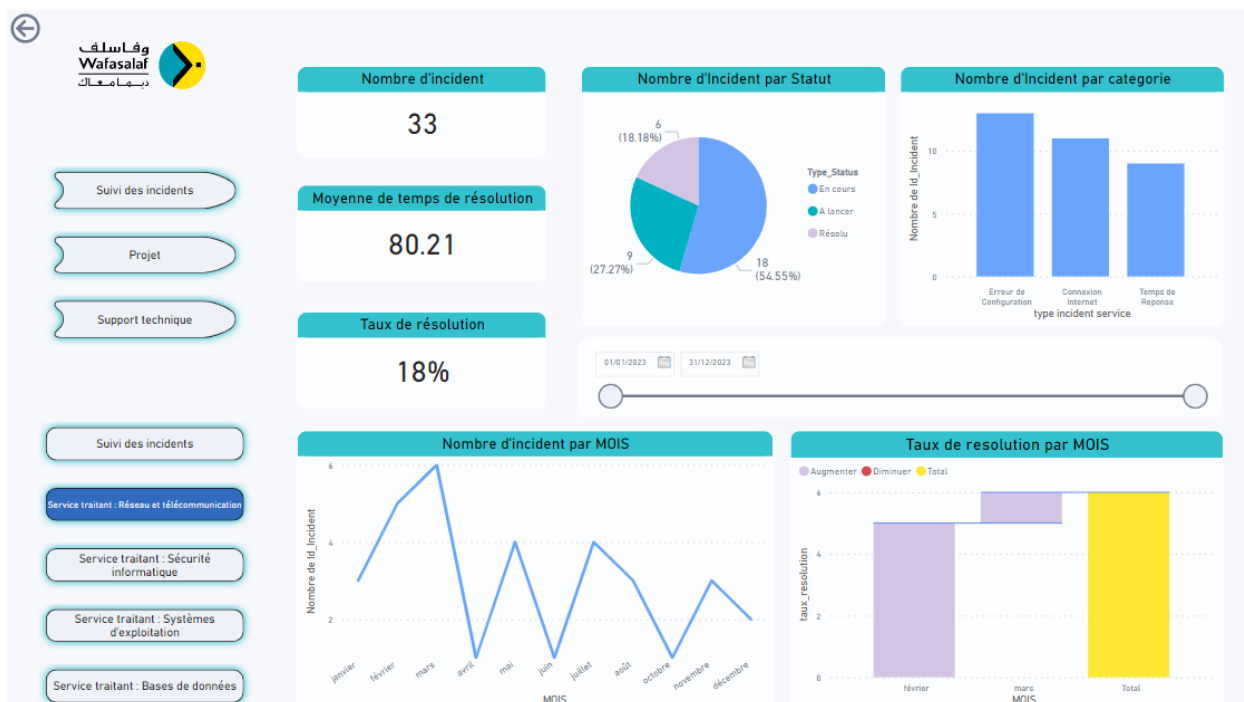 وفاسلف
Wafasalaf
ديما معاك
Suivi des incidents
Projet
Support technique
Suivi des incidents
Service traitant : Réseau et télécommunication
Service traitant : Sécurité
informatique
Service traitant : Systèmes
d'exploitation
Service traitant : Bases de données
Nombre d'incident
33
Moyenne de temps de résolution
80.21
Taux de résolution
18%
Nombre d'Incident par Statut
6
(18.18%)
9
(27.27%)
18
(54.55%)
Type_Status
En cours
A lancer
Résolu
Nombre d'Incident par categorie
Nombre de Id_Incident
10
5
0
Erreur de
Configuration
Connexion
Internet
Temps de
Reponse
type incident service
01/01/2023
31/12/2023
Nombre d'incident par MOIS
Nombre de Id_Incident
6
4
2
janvier
février
mars
avril
mai
juin
juillet
août
octobre
novembre
décembre
MOIS
Taux de resolution par MOIS
Augmenter Diminuer Total
taux_resolution
6
4
2
0
février
mars
Total
MOIS